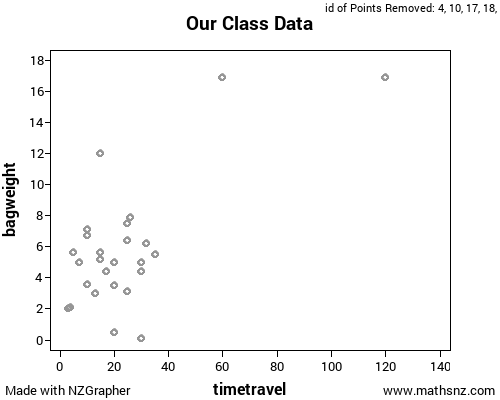 id of Points Removed: 4, 10, 17, 18,
Our Class Data
18
16
14
12
10
8
6
4
2
0
bagweight
0 20 40 60 80 100 120 140
Made with NZGrapher timetravel www.mathsnz.com